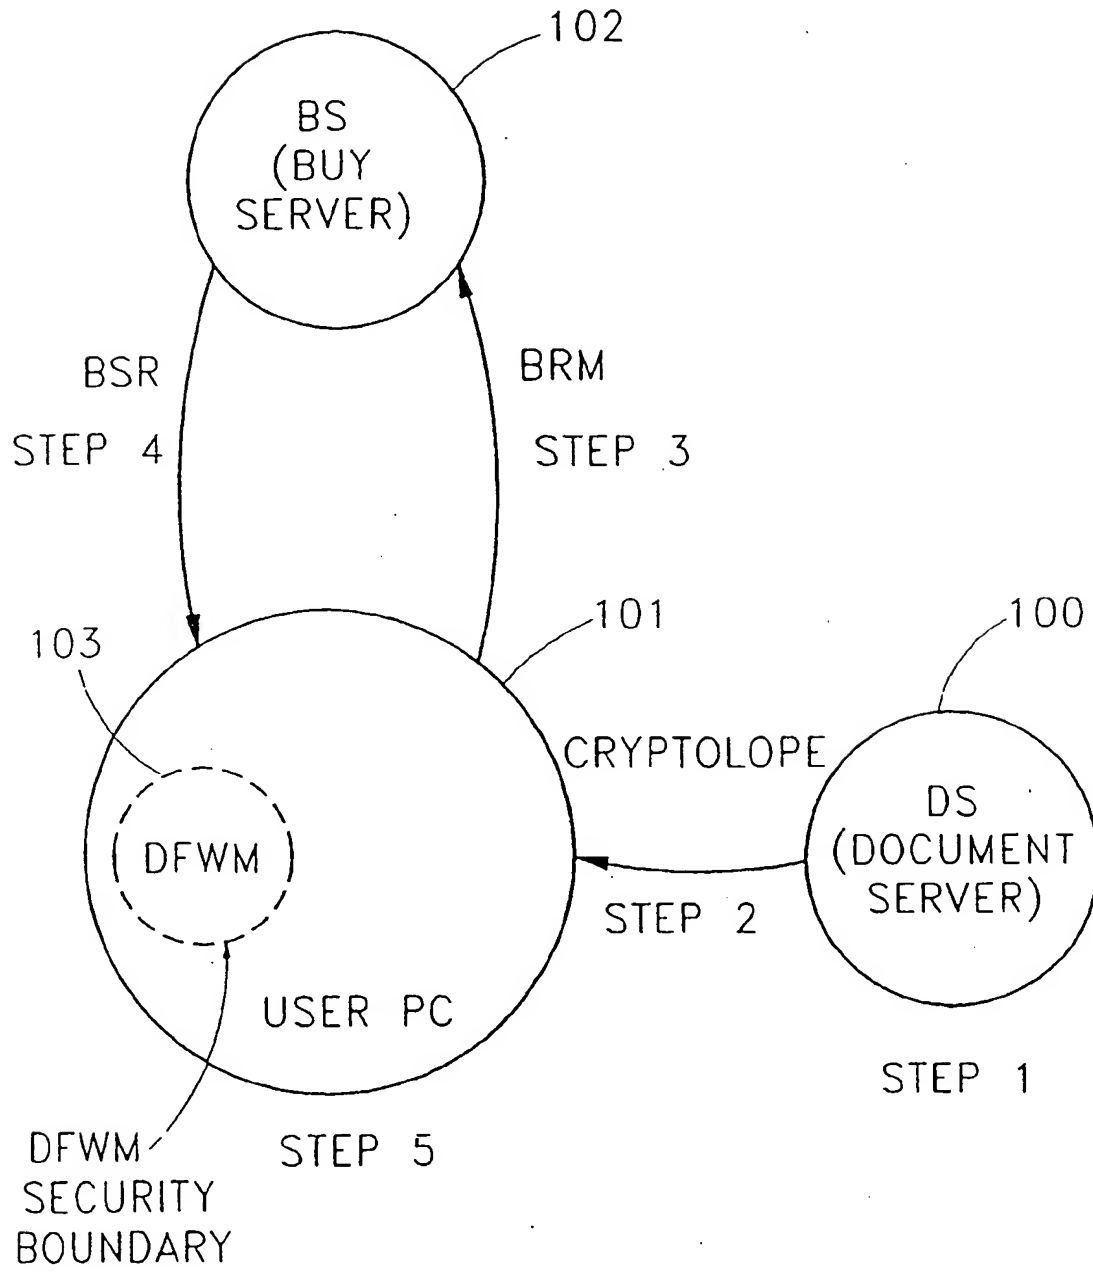 102
BS
(BUY
SERVER)
BSR
BRM
STEP 4
STEP 3
103
101
100
CRYPTOLOPE
DS
(DOCUMENT
SERVER)
DFWM
STEP 2
USER PC
STEP 1
DFWM
SECURITY
BOUNDARY
STEP 5